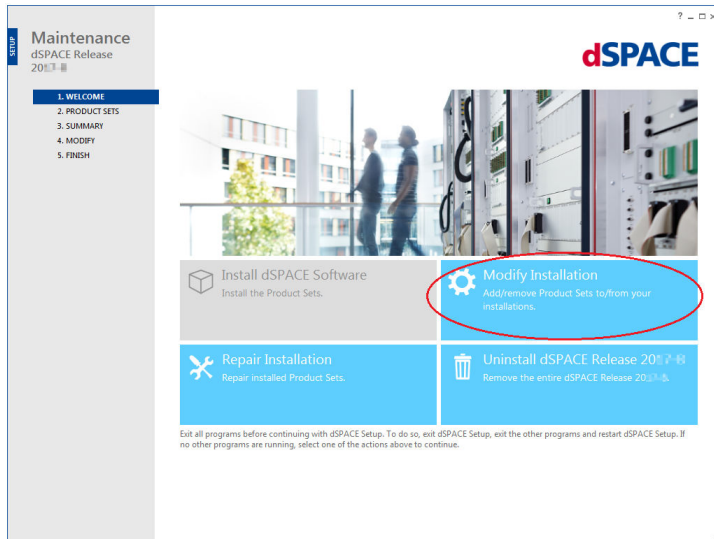 SETUP
Maintenance
dSPACE Release
20
? _ □ ×
dSPACE
1. WELCOME
2. PRODUCT SETS
3. SUMMARY
4. MODIFY
5. FINISH
Install dSPACE Software
Install the Product Sets.
Modify Installation
Add/remove Product Sets to/from your
installations.
Repair Installation
Repair installed Product Sets.
Uninstall dSPACE Release 20
Remove the entire dSPACE Release 20
Exit all programs before continuing with dSPACE Setup. To do so, exit dSPACE Setup, exit the other programs and restart dSPACE Setup. If
no other programs are running, select one of the actions above to continue.